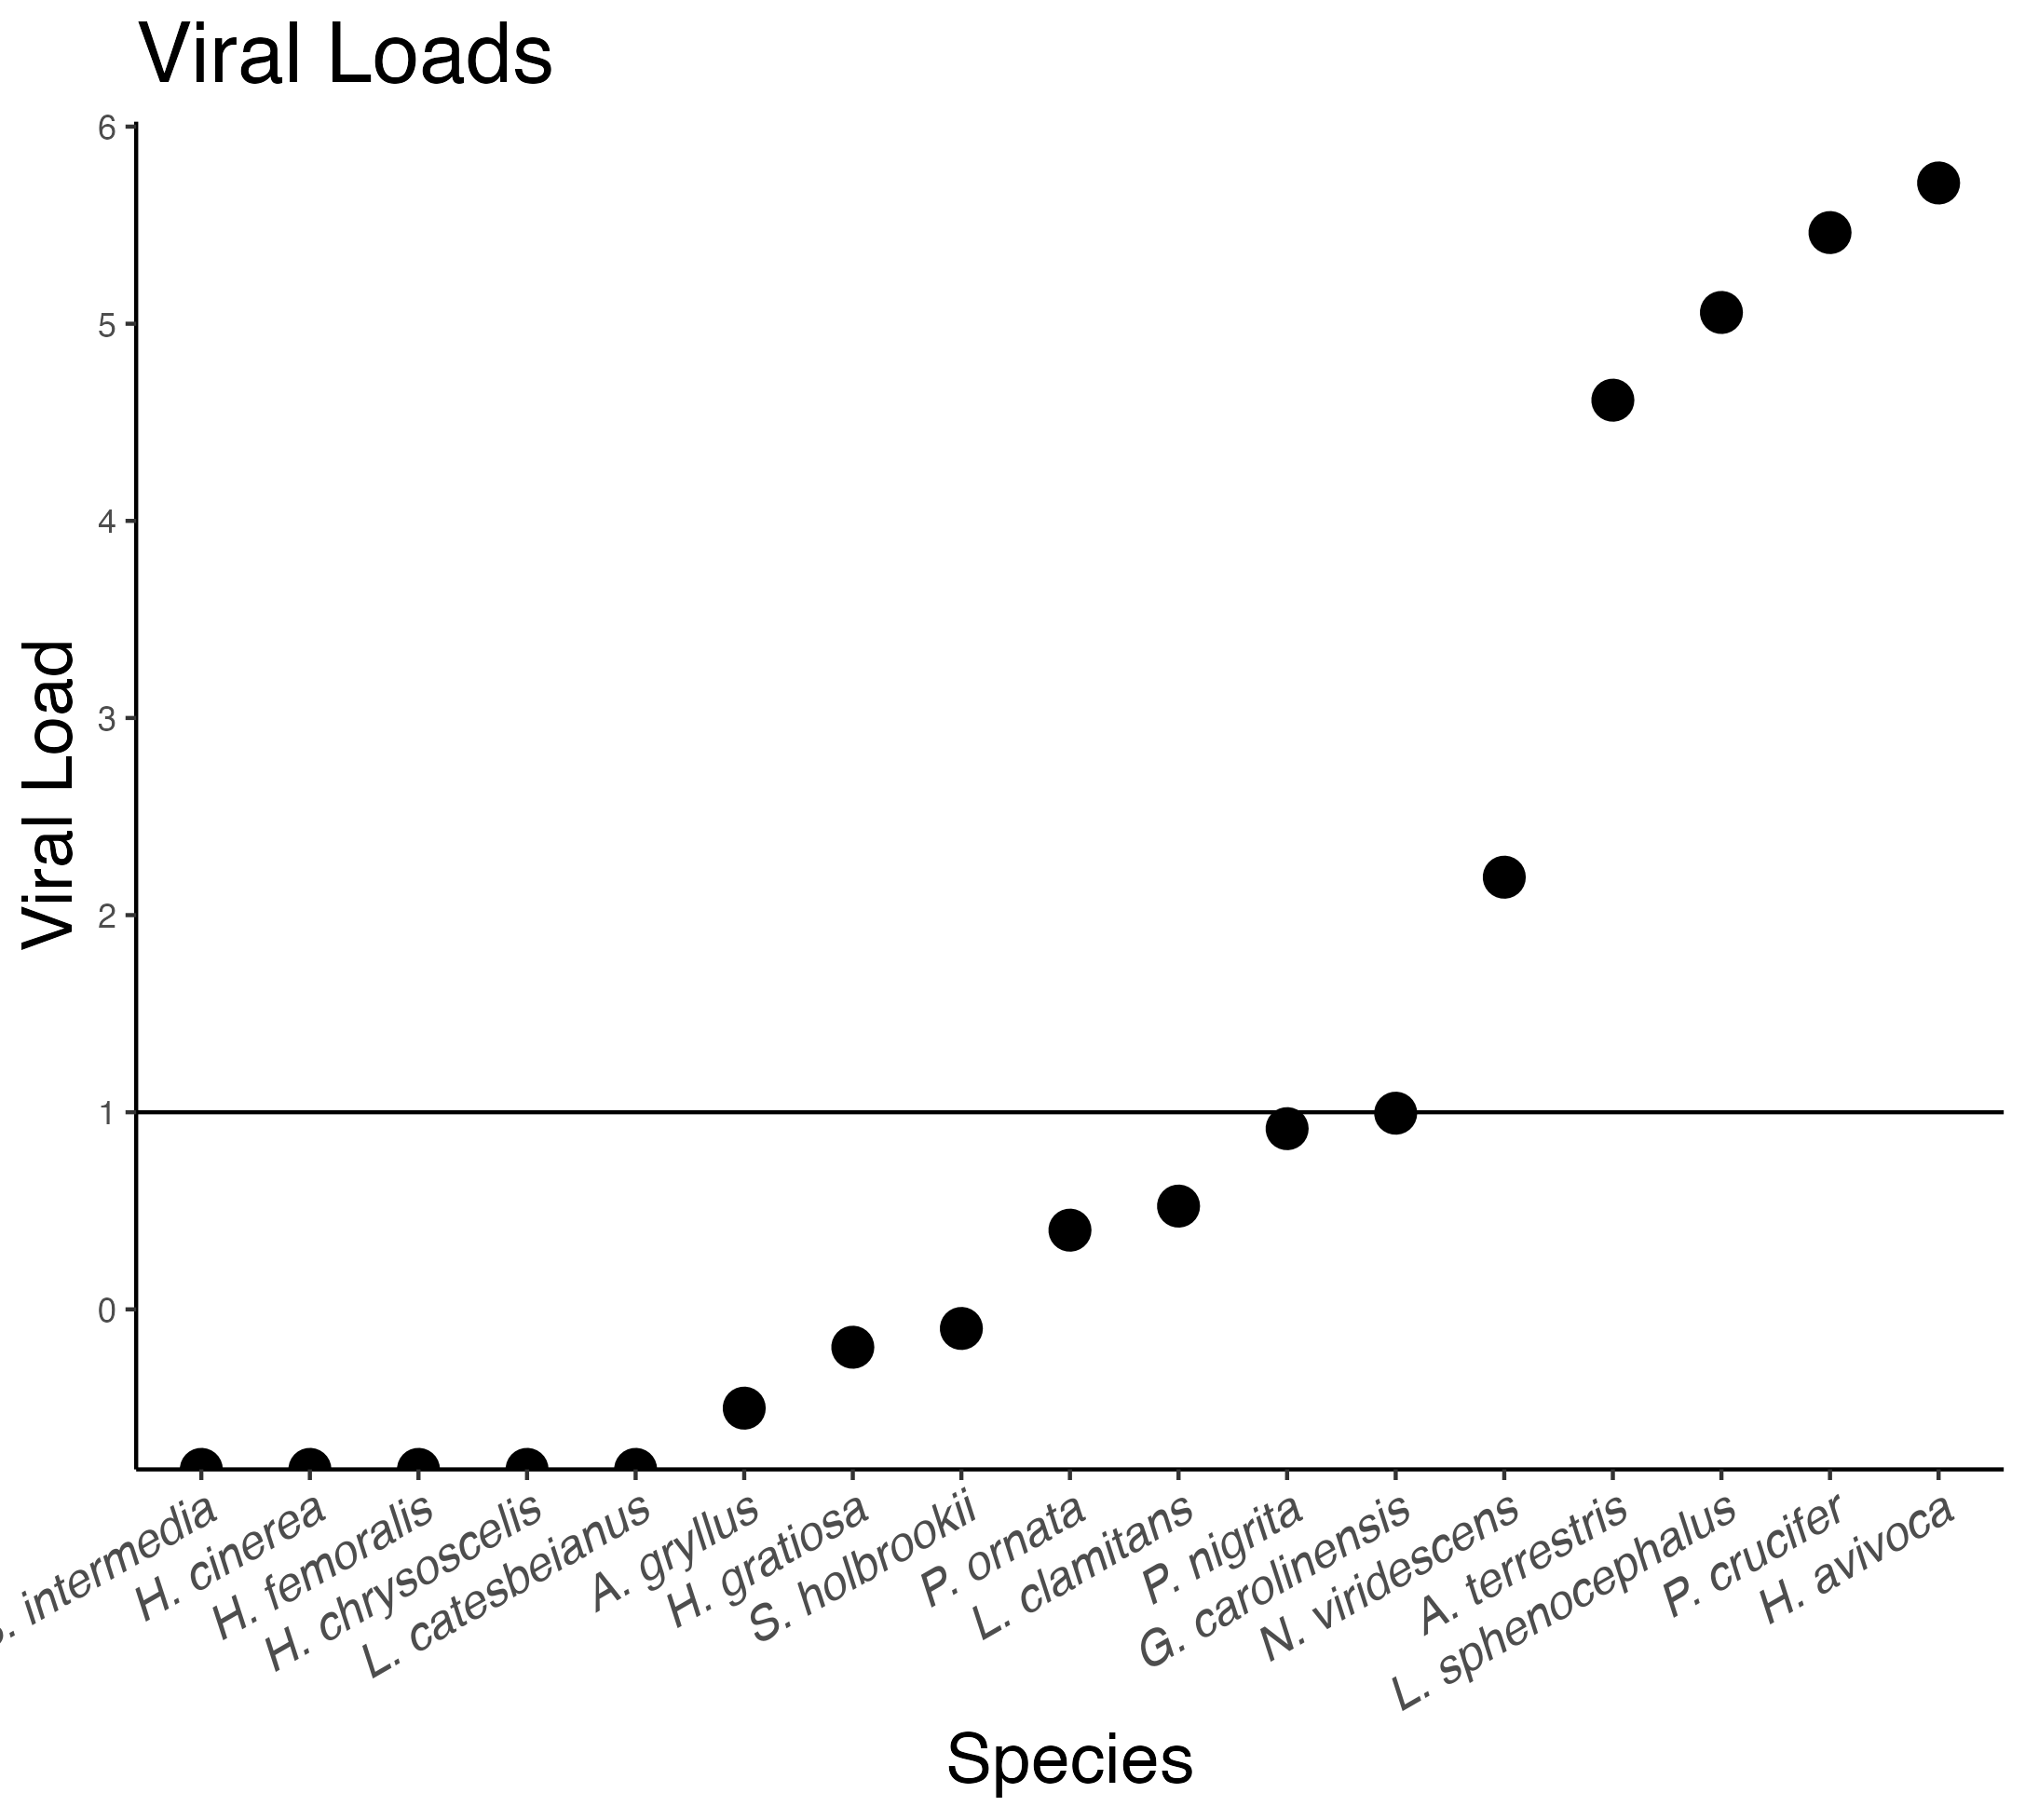 Viral Loads
6
5
4
3
2
1
0
Viral Load
intermedia
H. cinerea
H. femoralis
H. chrysoscelis
L. catesbeianus
A. gryllus
H. gratiosa
S. holbrookii
P. ornata
L. clamitans
P. nigrita
G. carolinensis
N. viridescens
A. terrestris
L. sphenocephalus
P. crucifer
H. avivoca
Species